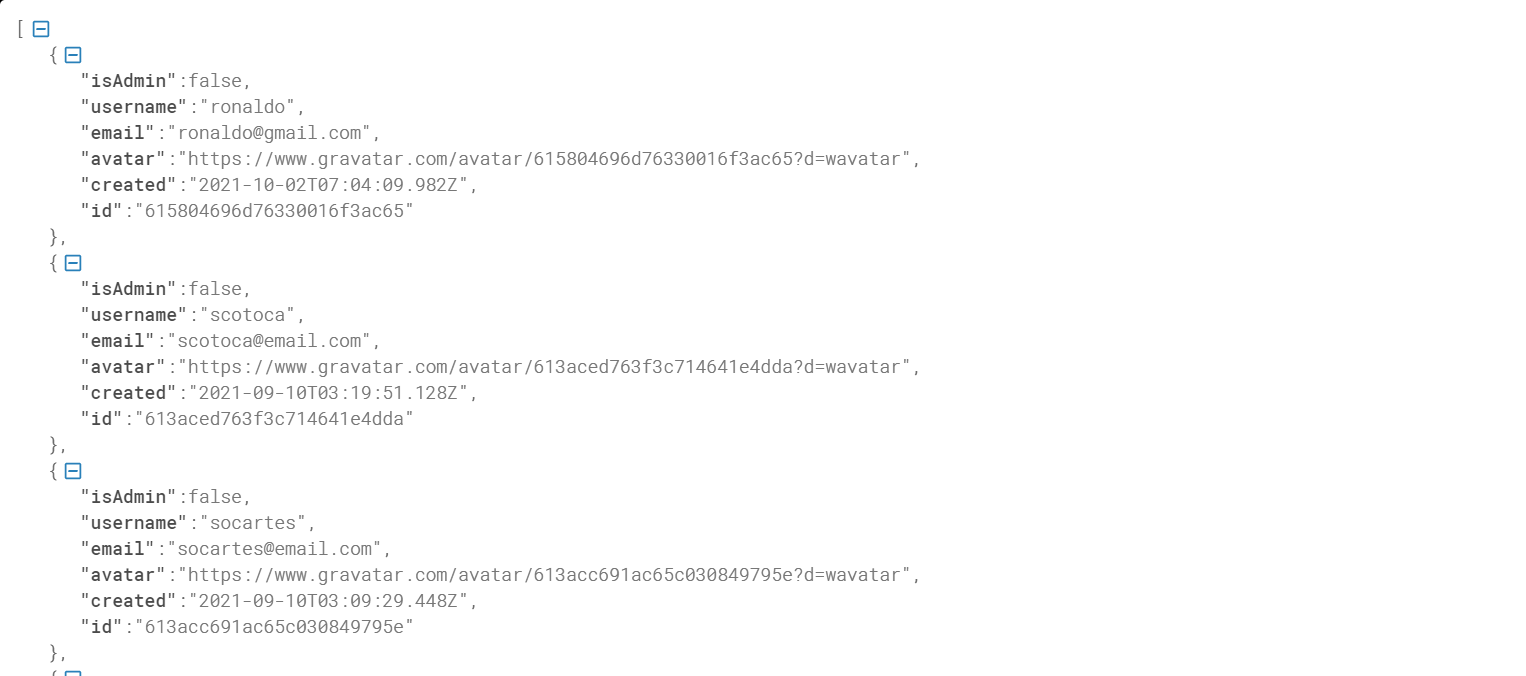 [
{
"isAdmin":false,
"username":"ronaldo",
"email":"ronaldo@gmail.com",
"avatar":"https://www.gravatar.com/avatar/615804696d76330016f3ac65?d=wavatar",
"created":"2021-10-02T07:04:09.982Z",
"id":"615804696d76330016f3ac65"
},
{
"isAdmin":false,
"username":"scotoca",
"email":"scotoca@email.com",
"avatar":"https://www.gravatar.com/avatar/613aced763f3c714641e4dda?d=wavatar",
"created":"2021-09-10T03:19:51.128Z",
"id":"613aced763f3c714641e4dda"
},
{
"isAdmin":false,
"username":"socartes",
"email":"socartes@email.com",
"avatar":"https://www.gravatar.com/avatar/613acc691ac65c030849795e?d=wavatar",
"created":"2021-09-10T03:09:29.448Z",
"id":"613acc691ac65c030849795e"
},
{